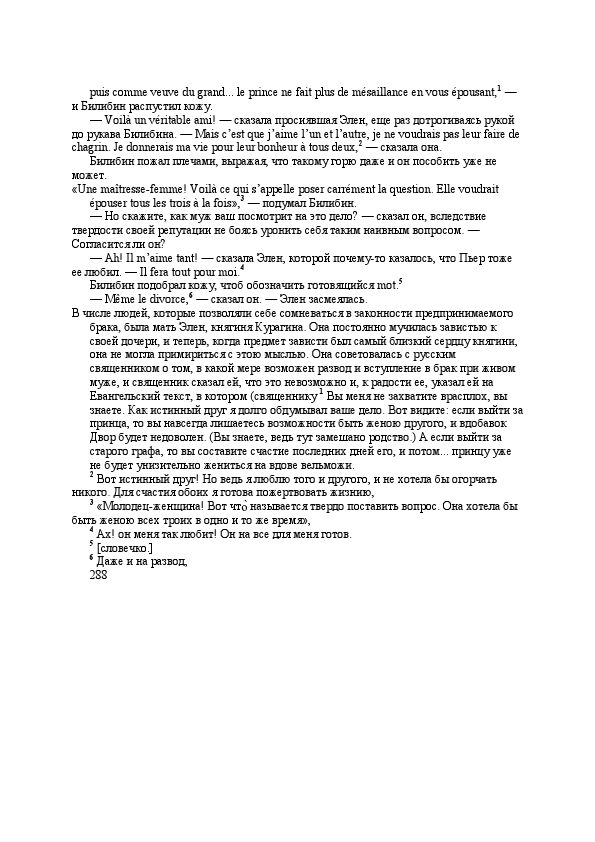 puis comme veuve du grand... le prince ne fait plus de mésaillance en vous épousant,1 —
и Билибин распустил кожу.
— Voilà un véritable ami! — сказала просиявшая Элен, еще раз дотрогиваясь рукой
до рукава Билибина. — Mais c’est que j’aime l’un et l’autre, je ne voudrais pas leur faire de
chagrin. Je donnerais ma vie pour leur bonheur à tous deux,2 — сказала она.
Билибин пожал плечами, выражая, что такому горю даже и он пособить уже не
может.
«Une maîtresse-femme! Voilà ce qui s’appelle poser carrément la question. Elle voudrait
épouser tous les trois à la fois»,3 — подумал Билибин.
— Но скажите, как муж ваш посмотрит на это дело? — сказал он, вследствие
твердости своей репутации не боясь уронить себя таким наивным вопросом. —
Согласится ли он?
— Ah! Il m’aime tant! — сказала Элен, которой почему-то казалось, что Пьер тоже
ее любил. — Il fera tout pour moi.4
Билибин подобрал кожу, чтоб обозначить готовящийся mot.5
— Même le divorce,6 — сказал он. — Элен засмеялась.
В числе людей, которые позволяли себе сомневаться в законности предпринимаемого
брака, была мать Элен, княгиня Курагина. Она постоянно мучилась завистью к
своей дочери, и теперь, когда предмет зависти был самый близкий сердцу княгини,
она не могла примириться с этою мыслью. Она советовалась с русским
священником о том, в какой мере возможен развод и вступление в брак при живом
муже, и священник сказал ей, что это невозможно и, к радости ее, указал ей на
Евангельский текст, в котором (священнику 1 Вы меня не захватите врасплох, вы
знаете. Как истинный друг я долго обдумывал ваше дело. Вот видите: если выйти за
принца, то вы навсегда лишаетесь возможности быть женою другого, и вдобавок
Двор будет недоволен. (Вы знаете, ведь тут замешано родство.) А если выйти за
старого графа, то вы составите счастие последних дней его, и потом... принцу уже
не будет унизительно жениться на вдове вельможи.
2 Вот истинный друг! Но ведь я люблю того и другого, и не хотела бы огорчать
никого. Для счастия обоих я готова пожертвовать жизнию,
3 «Молодец-женщина! Вот что̀ называется твердо поставить вопрос. Она хотела бы
быть женою всех троих в одно и то же время»,
4 Ах! он меня так любит! Он на все для меня готов.
5 [словечко.]
6 Даже и на развод,
288